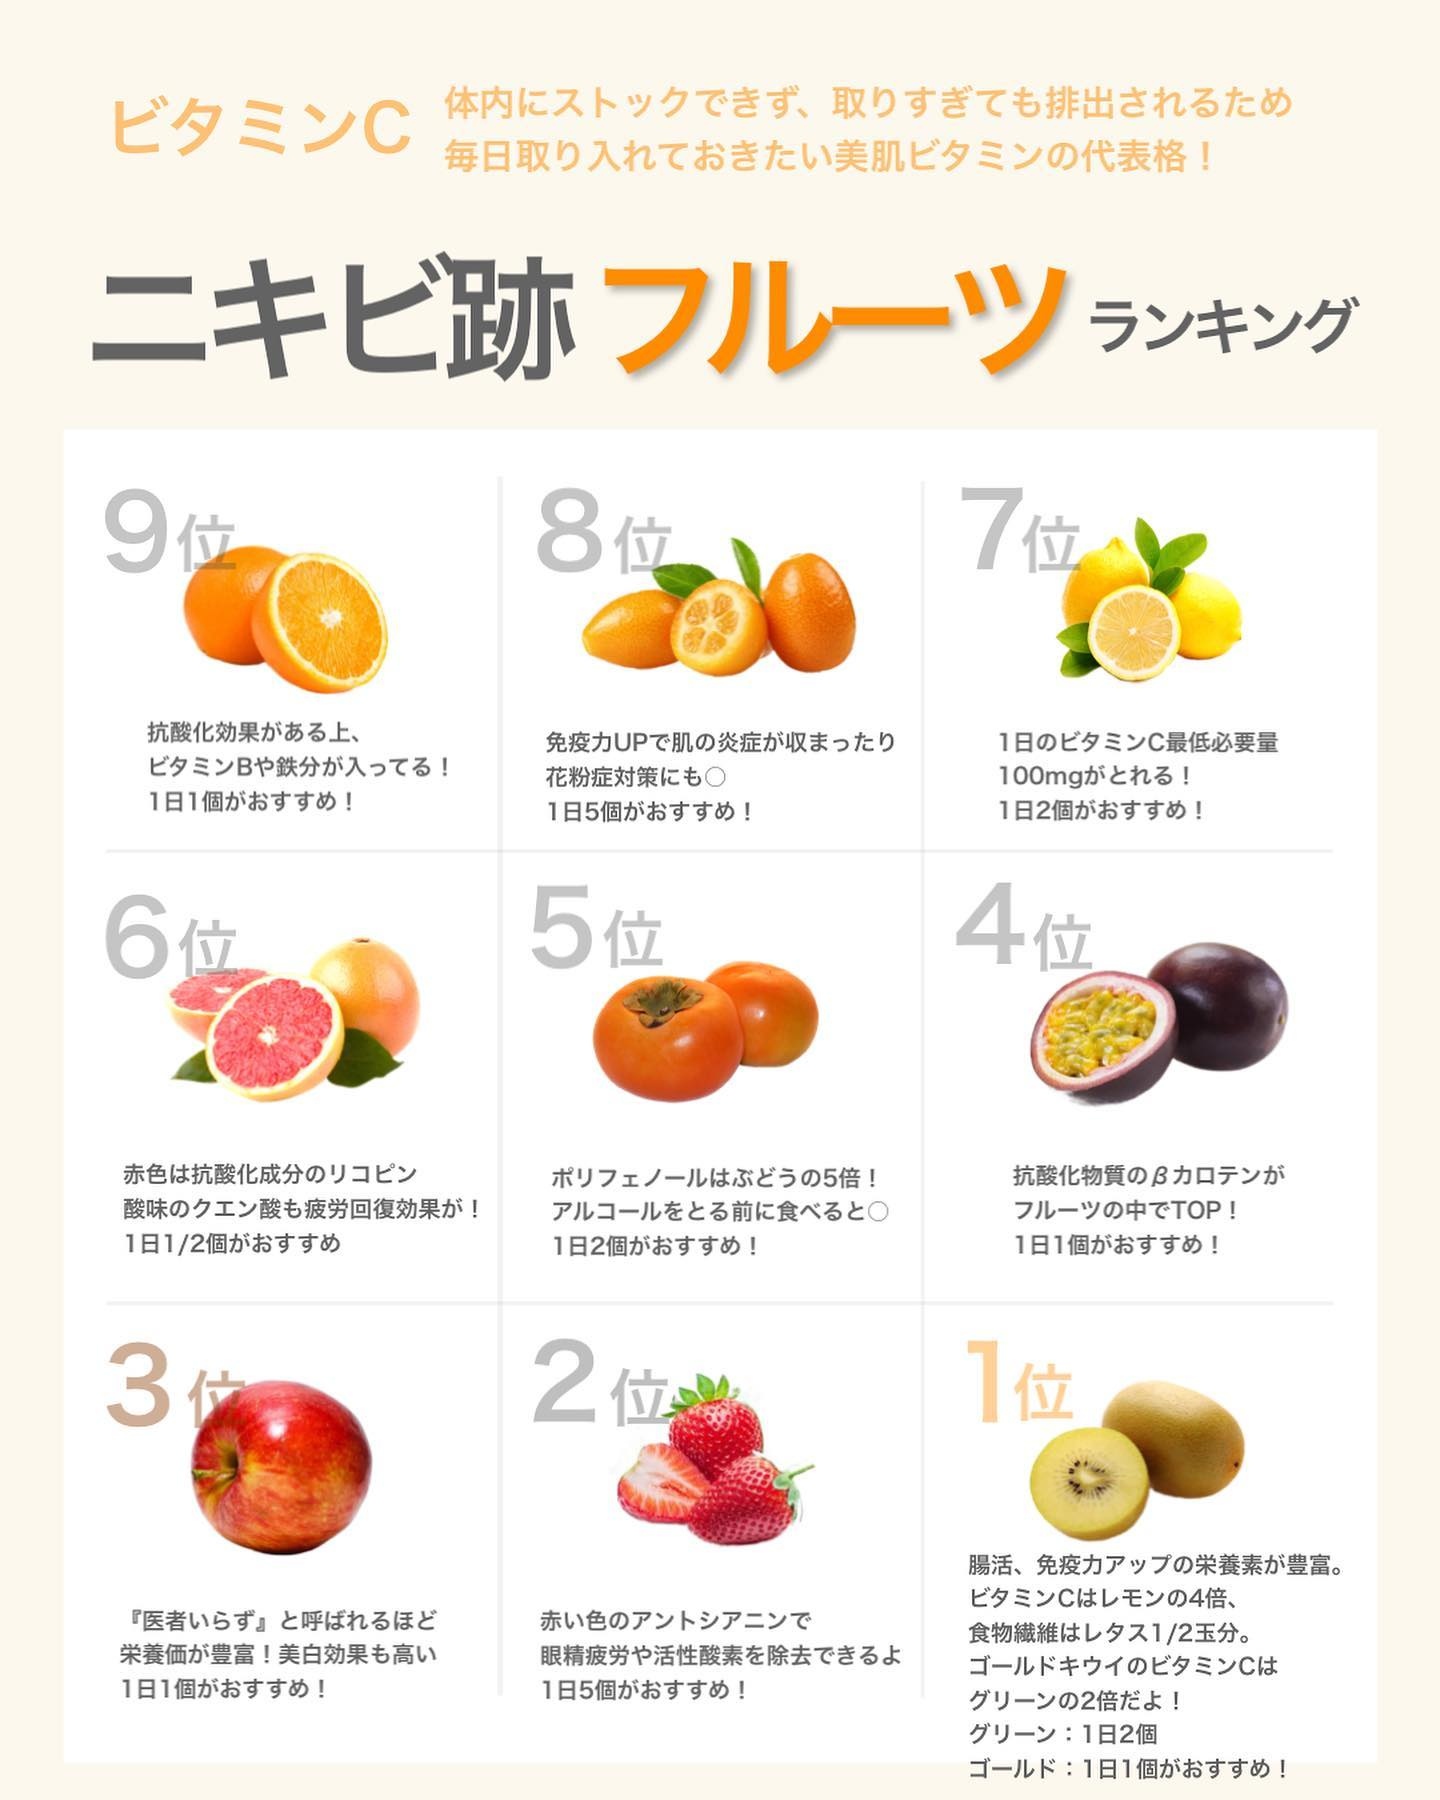 ビタミンC
体内にストックできず、取りすぎても排出されるため
毎日取り入れておきたい美肌ビタミンの代表格！
ニキビ跡 フルーツ ランキング
9位
抗酸化効果がある上、
ビタミンBや鉄分が入ってる！
1日1個がおすすめ！
8位
免疫力UPで肌の炎症が収まったり
花粉症対策にも○
1日5個がおすすめ！
7位
1日のビタミンC最低必要量
100mgがとれる！
1日2個がおすすめ！
6位
赤色は抗酸化成分のリコピン
酸味のクエン酸も疲労回復効果が！
1日1/2個がおすすめ
5位
ポリフェノールはぶどうの5倍！
アルコールをとる前に食べると○
1日2個がおすすめ！
4位
抗酸化物質のβカロテンが
フルーツの中でTOP！
1日1個がおすすめ！
3位
『医者いらず』と呼ばれるほど
栄養価が豊富！美白効果も高い
1日1個がおすすめ！
2位
赤い色のアントシアニンで
眼精疲労や活性酸素を除去できるよ
1日5個がおすすめ！
1位
腸活、免疫力アップの栄養素が豊富。
ビタミンCはレモンの4倍、
食物繊維はレタス1/2玉分。
ゴールドキウイのビタミンCは
グリーンの2倍だよ！
グリーン：1日2個
ゴールド：1日1個がおすすめ！